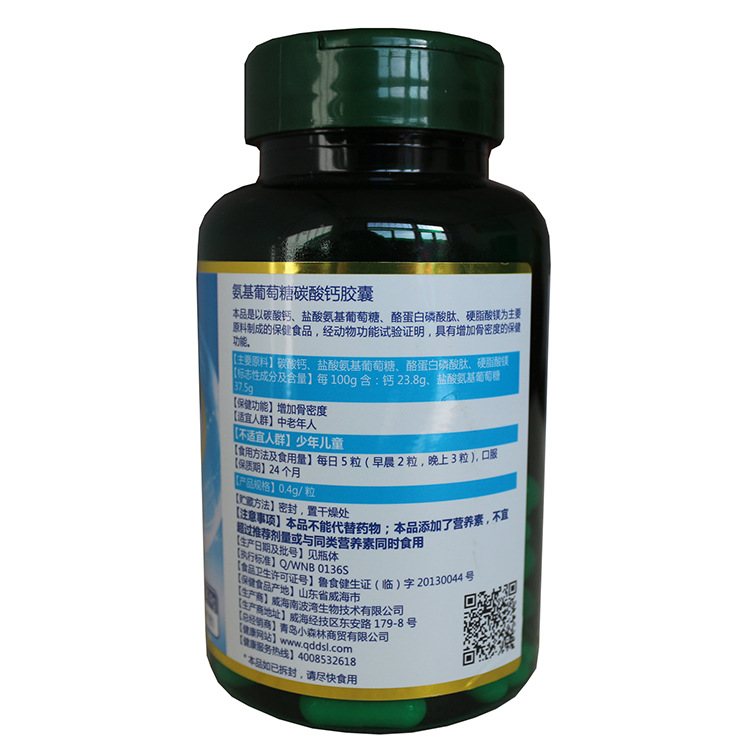 氨基葡萄糖碳酸钙胶囊
本品是以碳酸钙、盐酸氨基葡萄糖、酪蛋白磷酸肽、硬脂酸镁为主要
原料制成的保健食品，经动物功能试验证明，具有增加骨密度的保健
功能。
【主要原料】碳酸钙、盐酸氨基葡萄糖、酪蛋白磷酸肽、硬脂酸镁
【标志性成分及含量】每 100g 含：钙 23.8g、盐酸氨基葡萄糖
37.5g
【保健功能】增加骨密度
【适宜人群】中老年人
【不适宜人群】少年儿童
【食用方法及食用量】每日 5 粒（早晨 2 粒，晚上 3 粒），口服
【保质期】24 个月
【产品规格】0.4g/ 粒
【贮藏方法】密封，置干燥处
【注意事项】本品不能代替药物；本品添加了营养素，不宜
超过推荐剂量或与同类营养素同时食用
【生产日期及批号】见瓶体
【执行标准】Q/WNB 0136S
【食品卫生许可证号】鲁食健生证（临）字 20130044 号
【保健食品产地】山东省威海市
【生产商】威海南波湾生物技术有限公司
【生产商地址】威海经技区东安路 179-8 号
【总经销商】青岛小森林商贸有限公司
【健康网站】www.qddsl.com
【健康服务热线】4008532618
*本品如已拆封，请尽快食用